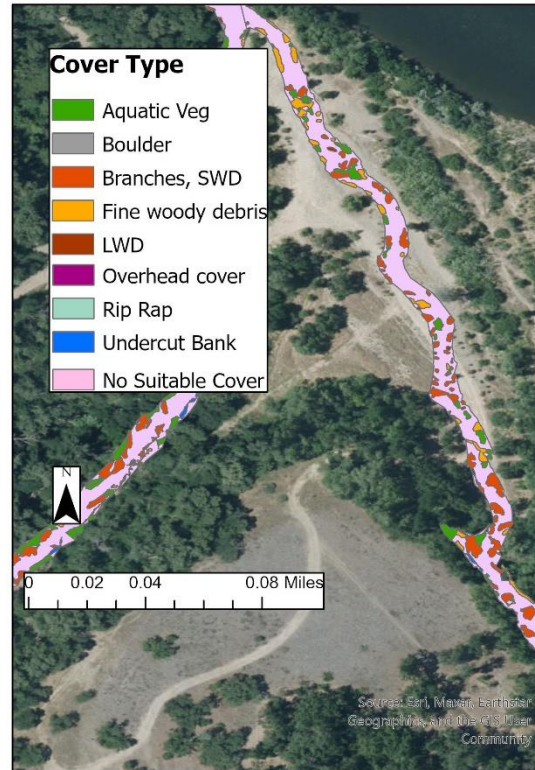 Cover Type
Aquatic Veg
Boulder
Branches, SWD
Fine woody debris
LWD
Overhead cover
Rip Rap
Undercut Bank
No Suitable Cover
N
0 0.02 0.04 0.08 Miles
Source: Esri, Maxar, Earthstar
Geographics, and the GIS User
Community